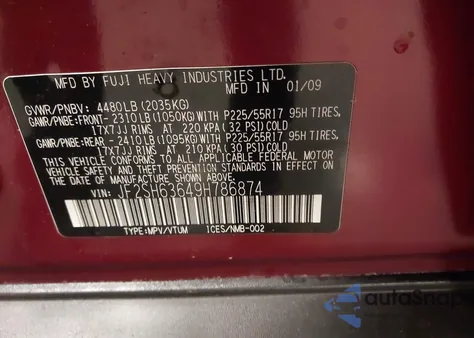 MFD BY FUJI HEAVY INDUSTRIES LTD.
MFD IN 01/09
GVWR/PNBV: 4480LB(2035KG)
GAWR/PNBE:FRONT-2310LB(1050KG)WITH P225/55R17 95H TIRES,
17X7JJ RIMS AT 220 KPA (32 PSI) COLD
GAWR/PNBE:REAR -2410LB(1095KG)WITH P225/55R17 95H TIRES,
17X7JJ RIMS AT 210 KPA (30 PSI) COLD
THIS VEHICLE CONFORMS TO ALL APPLICABLE FEDERAL MOTOR
VEHICLE SAFETY STANDARDS IN EFFECT ON THE DATE
OF MANUFACTURE SHOWN ABOVE.
VIN: JF2SH63649H786874
TYPE:MPV/VTUM 1CES/NMB-002
autoSnap